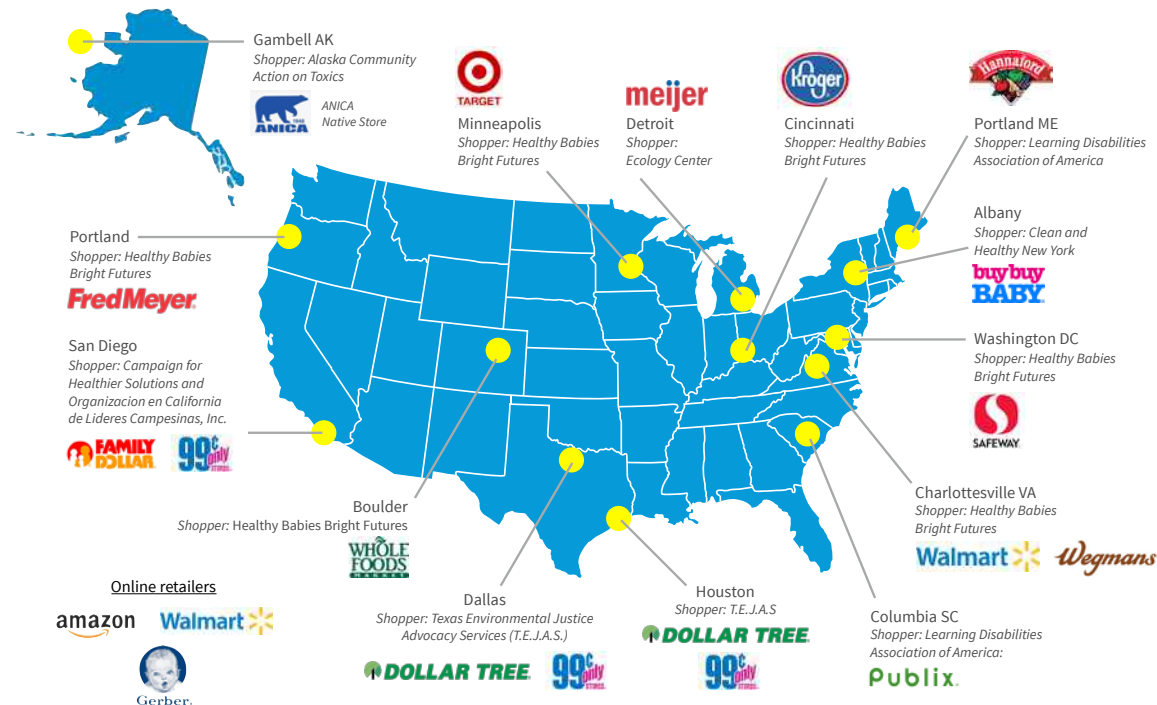 Gambell AK
Shopper: Alaska Community
Action on Toxics
ANICA
ANICA
Native Store
TARGET
Minneapolis
Shopper: Healthy Babies
Bright Futures
meijer
Detroit
Shopper:
Ecology Center
Kroger
Cincinnati
Shopper: Healthy Babies
Bright Futures
Hannaford
Portland ME
Shopper: Learning Disabilities
Association of America
Albany
Shopper: Clean and
Healthy New York
buybuy
BABY
Portland
Shopper: Healthy Babies
Bright Futures
FredMeyer
Washington DC
Shopper: Healthy Babies
Bright Futures
SAFEWAY
San Diego
Shopper: Campaign for
Healthier Solutions and
Organizacion en California
de Lideres Campesinas, Inc.
FAMILY
DOLLAR
99¢ only
STORES
Charlottesville VA
Shopper: Healthy Babies
Bright Futures
Walmart
Wegmans
Boulder
Shopper: Healthy Babies Bright Futures
WHOLE
FOODS
MARKET
Online retailers
amazon
Walmart
Gerber
Dallas
Shopper: Texas Environmental Justice
Advocacy Services (T.E.J.A.S.)
DOLLAR TREE
99¢ only
STORES
Houston
Shopper: T.E.J.A.S
DOLLAR TREE
99¢ only
STORES
Columbia SC
Shopper: Learning Disabilities
Association of America:
Publix